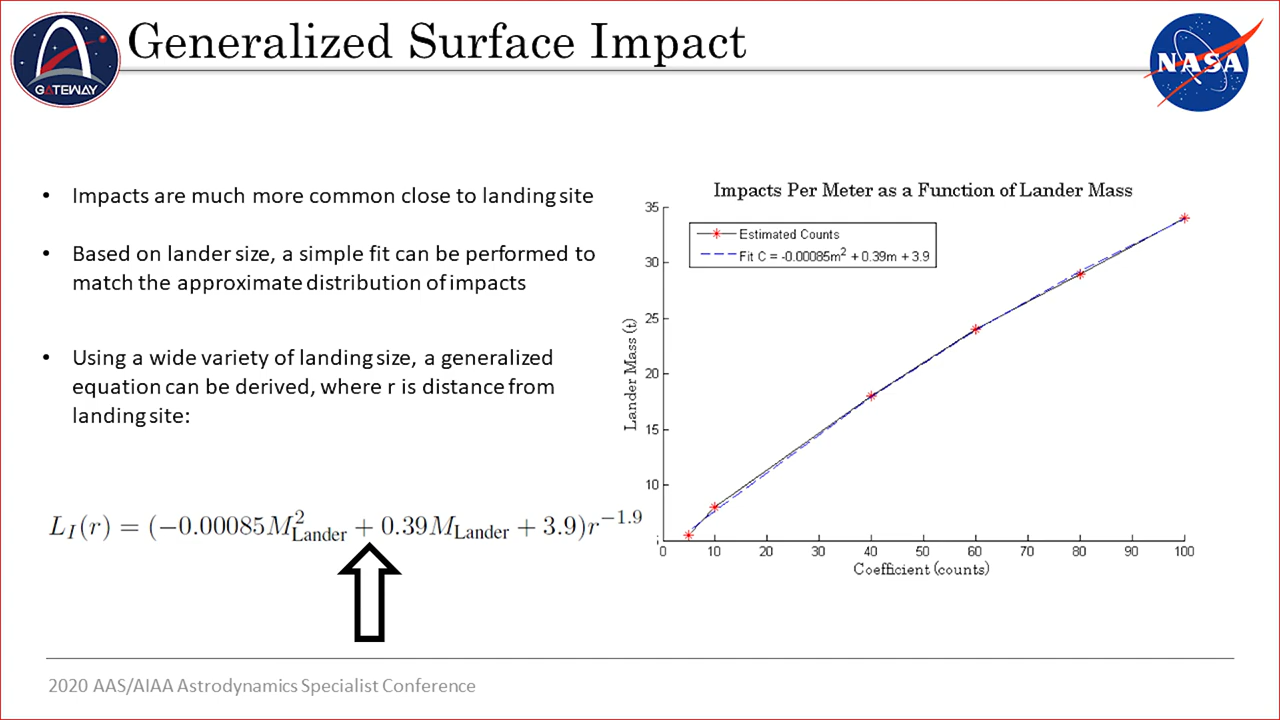 Generalized Surface Impact
GATEWAY
NASA
• Impacts are much more common close to landing site
• Based on lander size, a simple fit can be performed to
match the approximate distribution of impacts
• Using a wide variety of landing size, a generalized
equation can be derived, where r is distance from
landing site:
L_I(r) = (−0.00085M²_Lander + 0.39M_Lander + 3.9)r^−1.9
Impacts Per Meter as a Function of Lander Mass
Estimated Counts
Fit C = -0.00085m² + 0.39m + 3.9
Lander Mass (t)
35
30
25
20
15
10
0 10 20 30 40 50 60 70 80 90 100
Coefficient (counts)
2020 AAS/AIAA Astrodynamics Specialist Conference